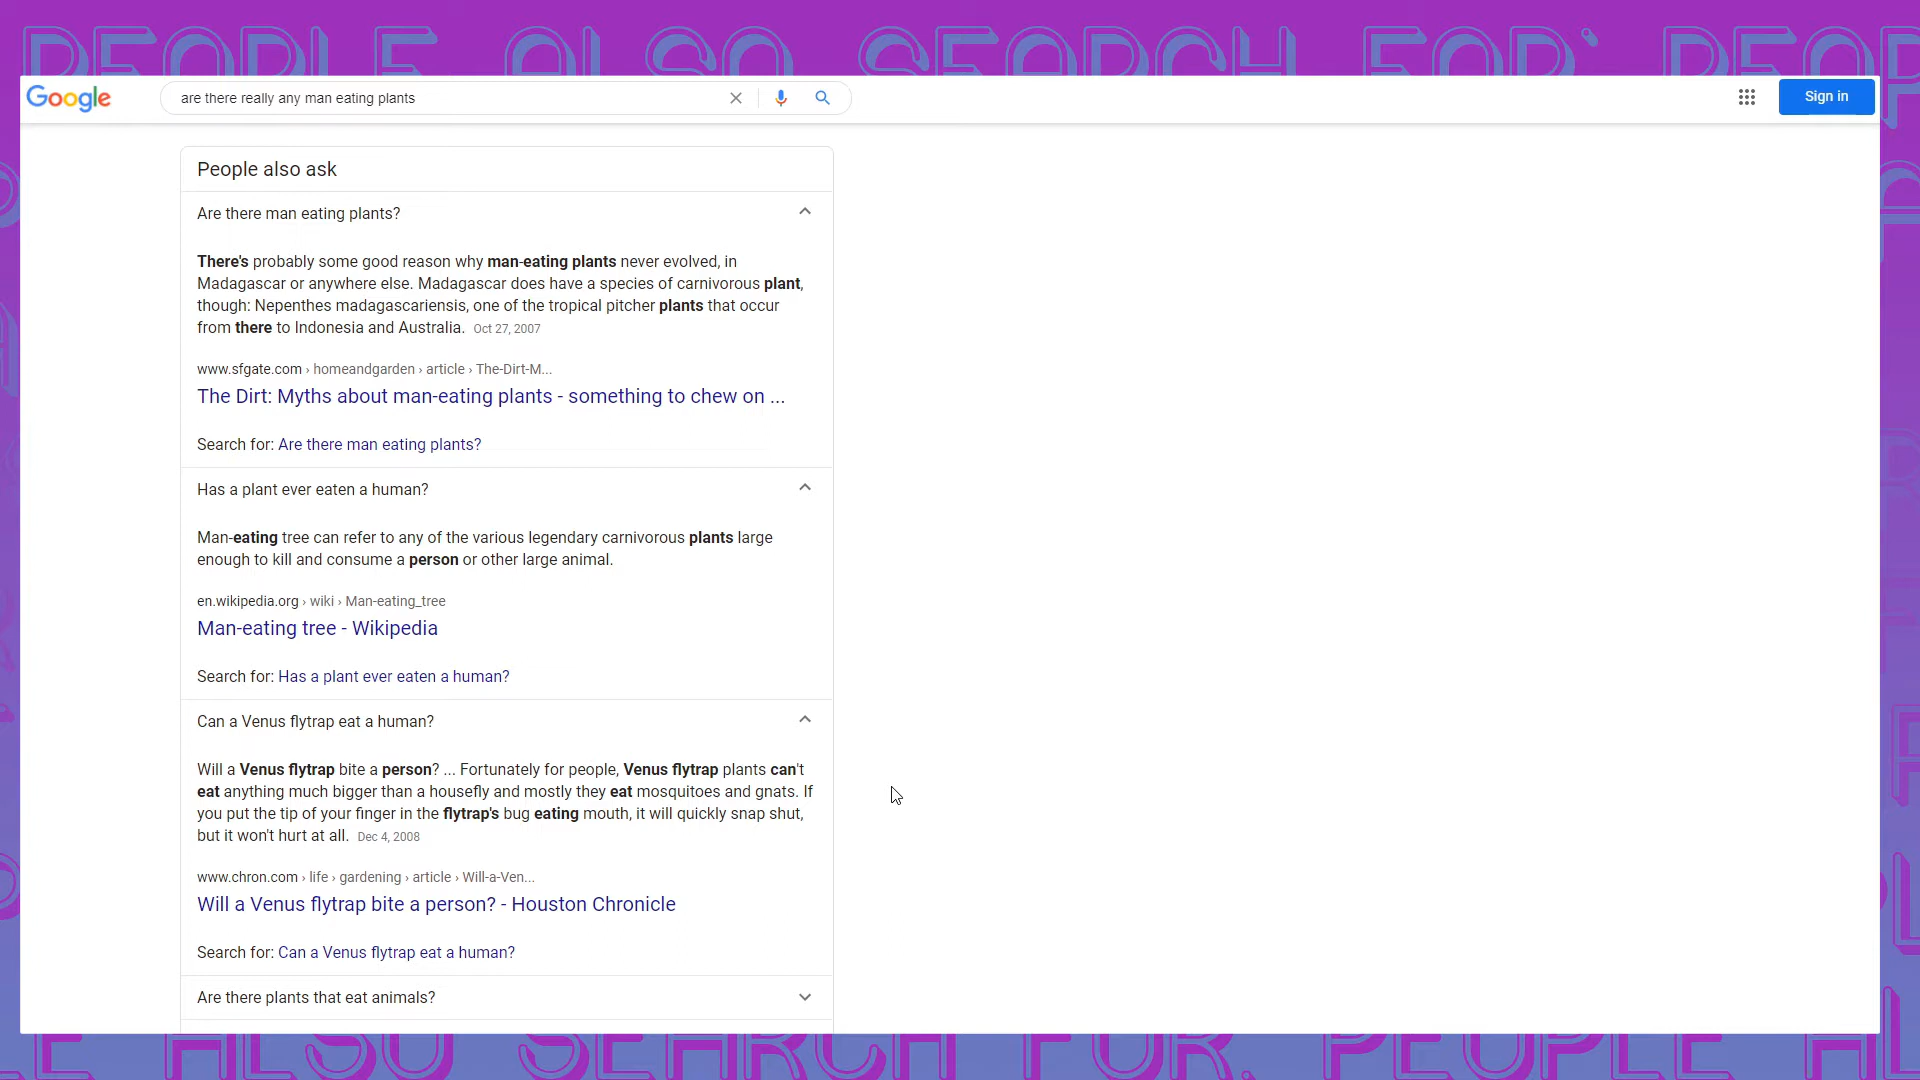 PEOPLE ALSO SEARCH FOR: PEOP
Google
are there really any man eating plants
Sign in
People also ask
Are there man eating plants?
There's probably some good reason why man-eating plants never evolved, in
Madagascar or anywhere else. Madagascar does have a species of carnivorous plant,
though: Nepenthes madagascariensis, one of the tropical pitcher plants that occur
from there to Indonesia and Australia. Oct 27, 2007
www.sfgate.com › homeandgarden › article › The-Dirt-M...
The Dirt: Myths about man-eating plants - something to chew on ...
Search for: Are there man eating plants?
Has a plant ever eaten a human?
Man-eating tree can refer to any of the various legendary carnivorous plants large
enough to kill and consume a person or other large animal.
en.wikipedia.org › wiki › Man-eating_tree
Man-eating tree - Wikipedia
Search for: Has a plant ever eaten a human?
Can a Venus flytrap eat a human?
Will a Venus flytrap bite a person? ... Fortunately for people, Venus flytrap plants can't
eat anything much bigger than a housefly and mostly they eat mosquitoes and gnats. If
you put the tip of your finger in the flytrap's bug eating mouth, it will quickly snap shut,
but it won't hurt at all. Dec 4, 2008
www.chron.com › life › gardening › article › Will-a-Ven...
Will a Venus flytrap bite a person? - Houston Chronicle
Search for: Can a Venus flytrap eat a human?
Are there plants that eat animals?
LE ALSO SEARCH FOR: PEOPLE AL